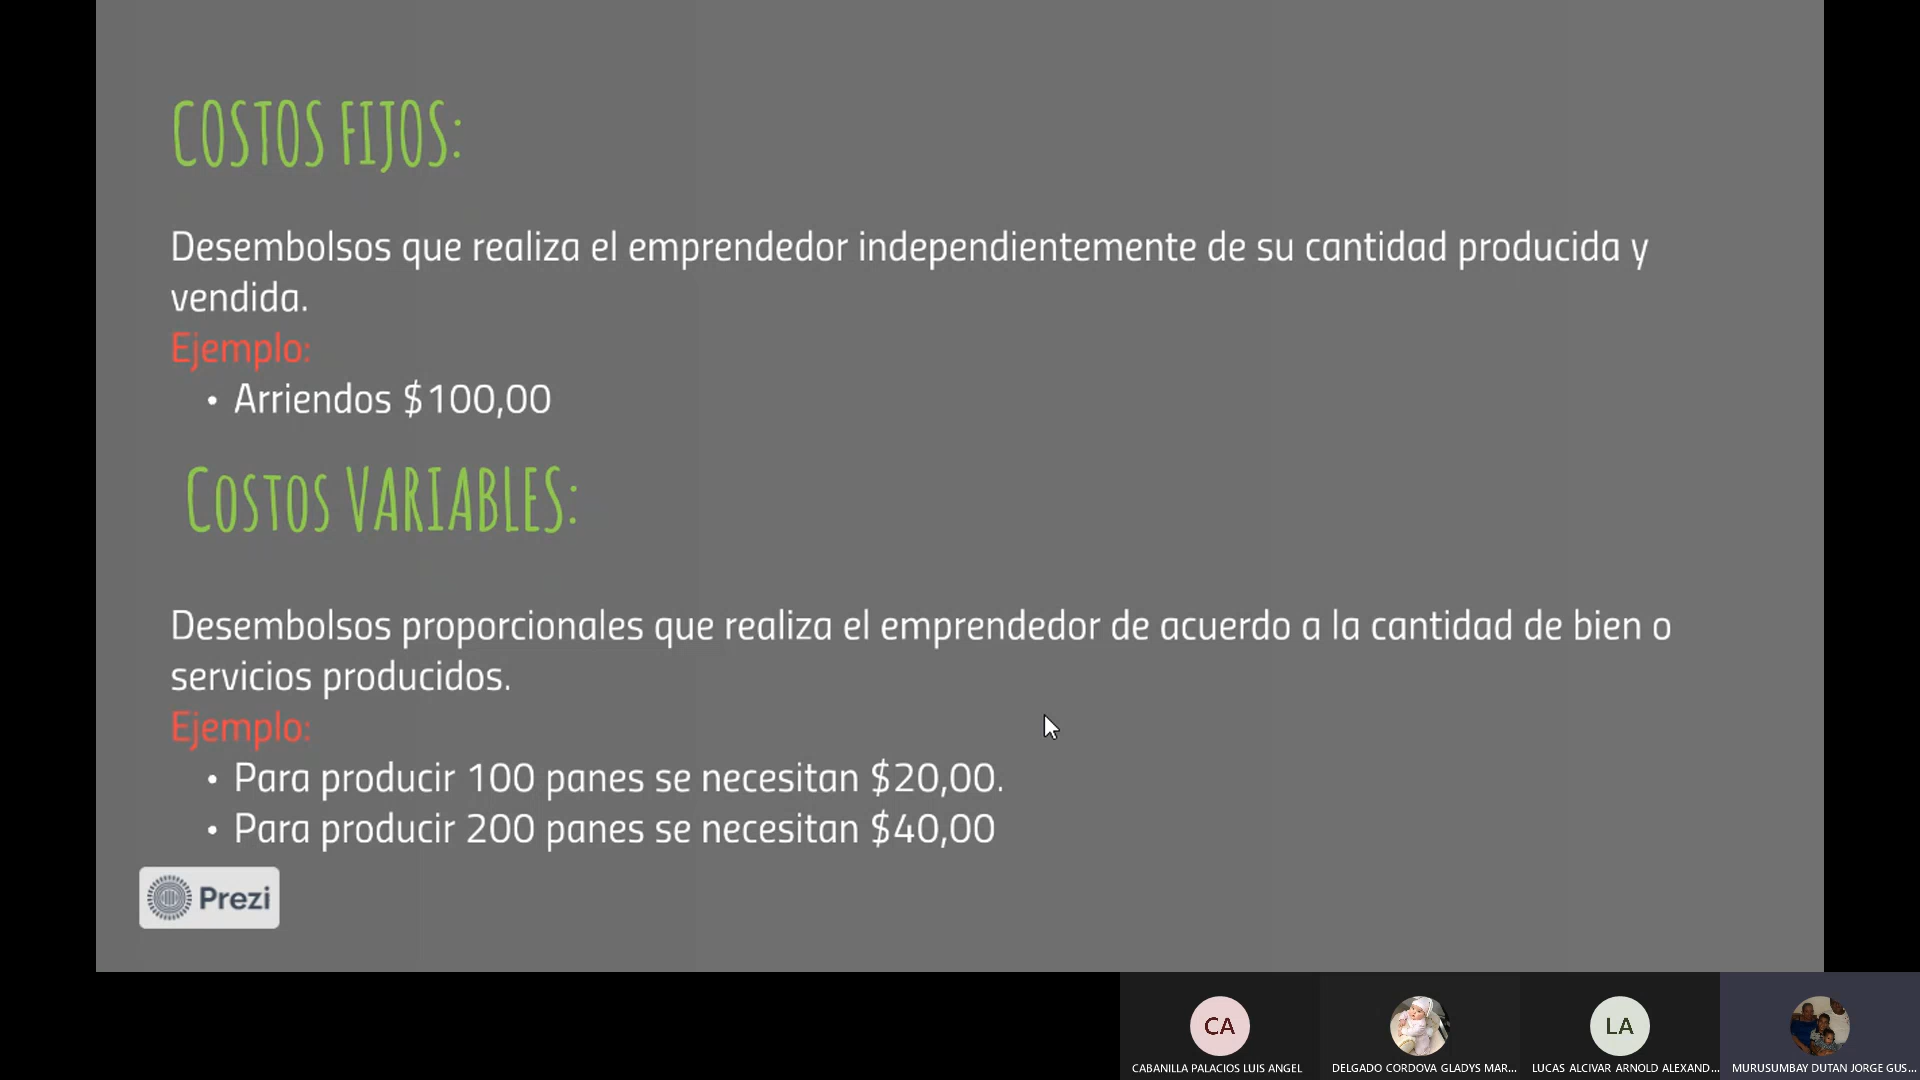 COSTOS FIJOS:
Desembolsos que realiza el emprendedor independientemente de su cantidad producida y
vendida.
Ejemplo:
• Arriendos $100,00
COSTOS VARIABLES:
Desembolsos proporcionales que realiza el emprendedor de acuerdo a la cantidad de bien o
servicios producidos.
Ejemplo:
• Para producir 100 panes se necesitan $20,00.
• Para producir 200 panes se necesitan $40,00
Prezi
CA
LA
CABANILLA PALACIOS LUIS ANGEL
DELGADO CORDOVA GLADYS MAR...
LUCAS ALCIVAR ARNOLD ALEXAND...
MURUSUMBAY DUTAN JORGE GUS...